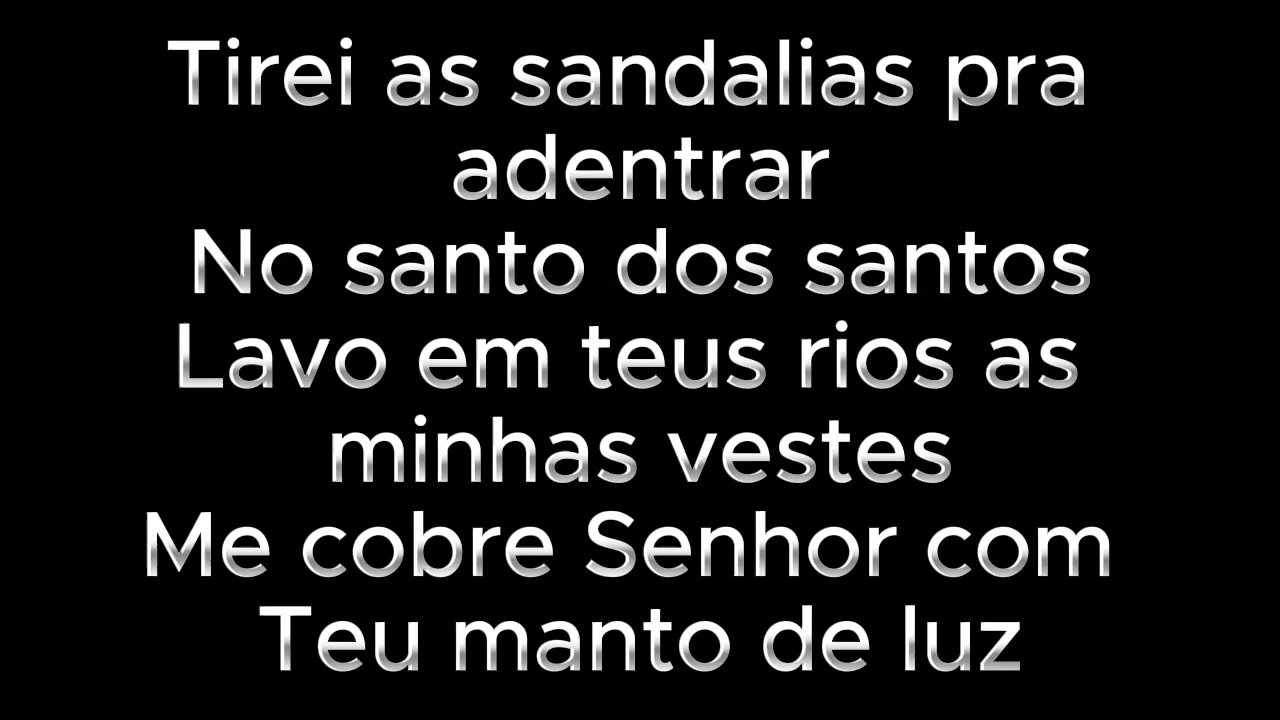 Tirei as sandalias pra
adentrar
No santo dos santos
Lavo em teus rios as
minhas vestes
Me cobre Senhor com
Teu manto de luz